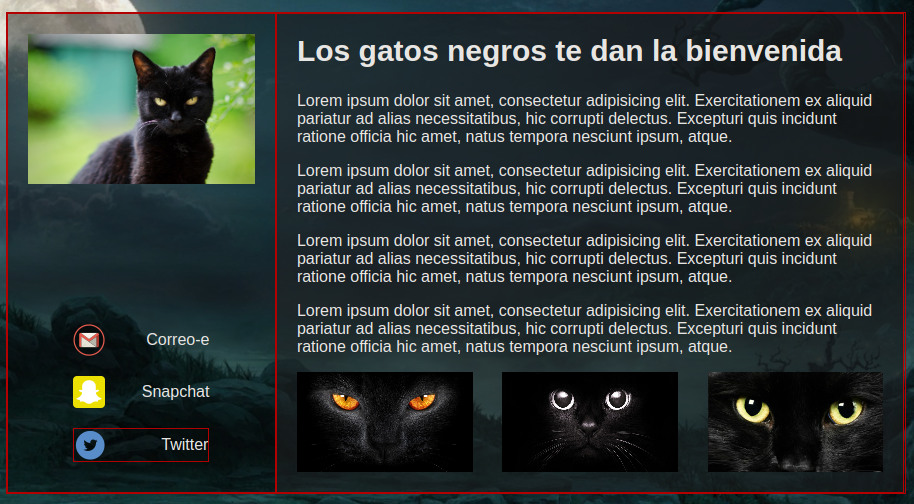 Los gatos negros te dan la bienvenida
Lorem ipsum dolor sit amet, consectetur adipisicing elit. Exercitationem ex aliquid
pariatur ad alias necessitatibus, hic corrupti delectus. Excepturi quis incidunt
ratione officia hic amet, natus tempora nesciunt ipsum, atque.
Lorem ipsum dolor sit amet, consectetur adipisicing elit. Exercitationem ex aliquid
pariatur ad alias necessitatibus, hic corrupti delectus. Excepturi quis incidunt
ratione officia hic amet, natus tempora nesciunt ipsum, atque.
Lorem ipsum dolor sit amet, consectetur adipisicing elit. Exercitationem ex aliquid
pariatur ad alias necessitatibus, hic corrupti delectus. Excepturi quis incidunt
ratione officia hic amet, natus tempora nesciunt ipsum, atque.
Lorem ipsum dolor sit amet, consectetur adipisicing elit. Exercitationem ex aliquid
pariatur ad alias necessitatibus, hic corrupti delectus. Excepturi quis incidunt
ratione officia hic amet, natus tempora nesciunt ipsum, atque.
Correo-e
Snapchat
Twitter